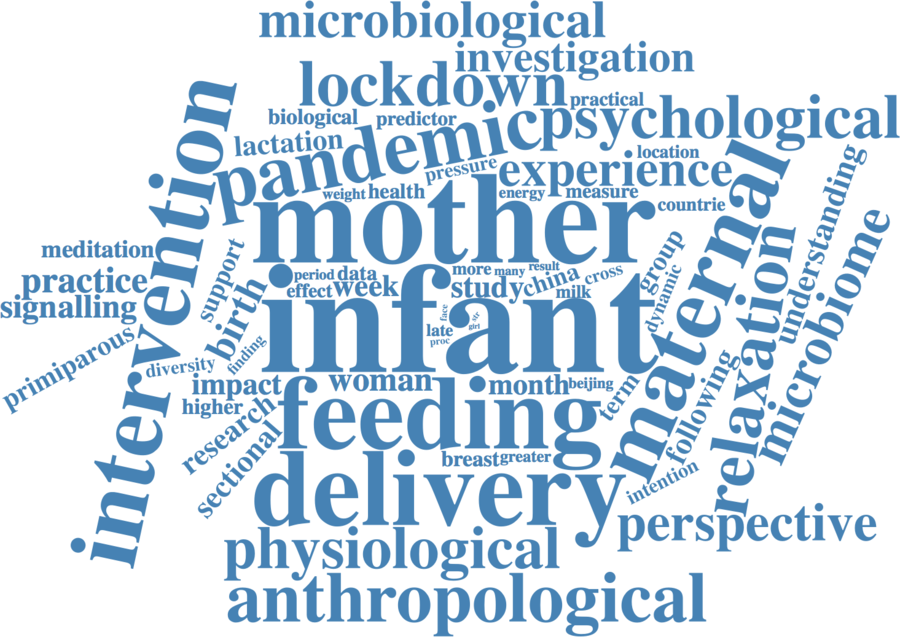 microbiological
investigation
lockdown
practical
biological
predictor
psychological
lactation
pandemic
location
pressure
experience
weight
health
energy
measure
countrie
mother
intervention
maternal
understanding
meditation
practice
signalling
support
birth
period
data
more
many
result
china
cross
group
effect
week
study
milk
dynamic
relaxation
microbiome
infant
face
str
girl
late
proc
primiparous
diversity
finding
impact
woman
month
beijing
term
following
higher
feeding
research
sectional
breast
greater
intention
delivery
perspective
physiological
anthropological